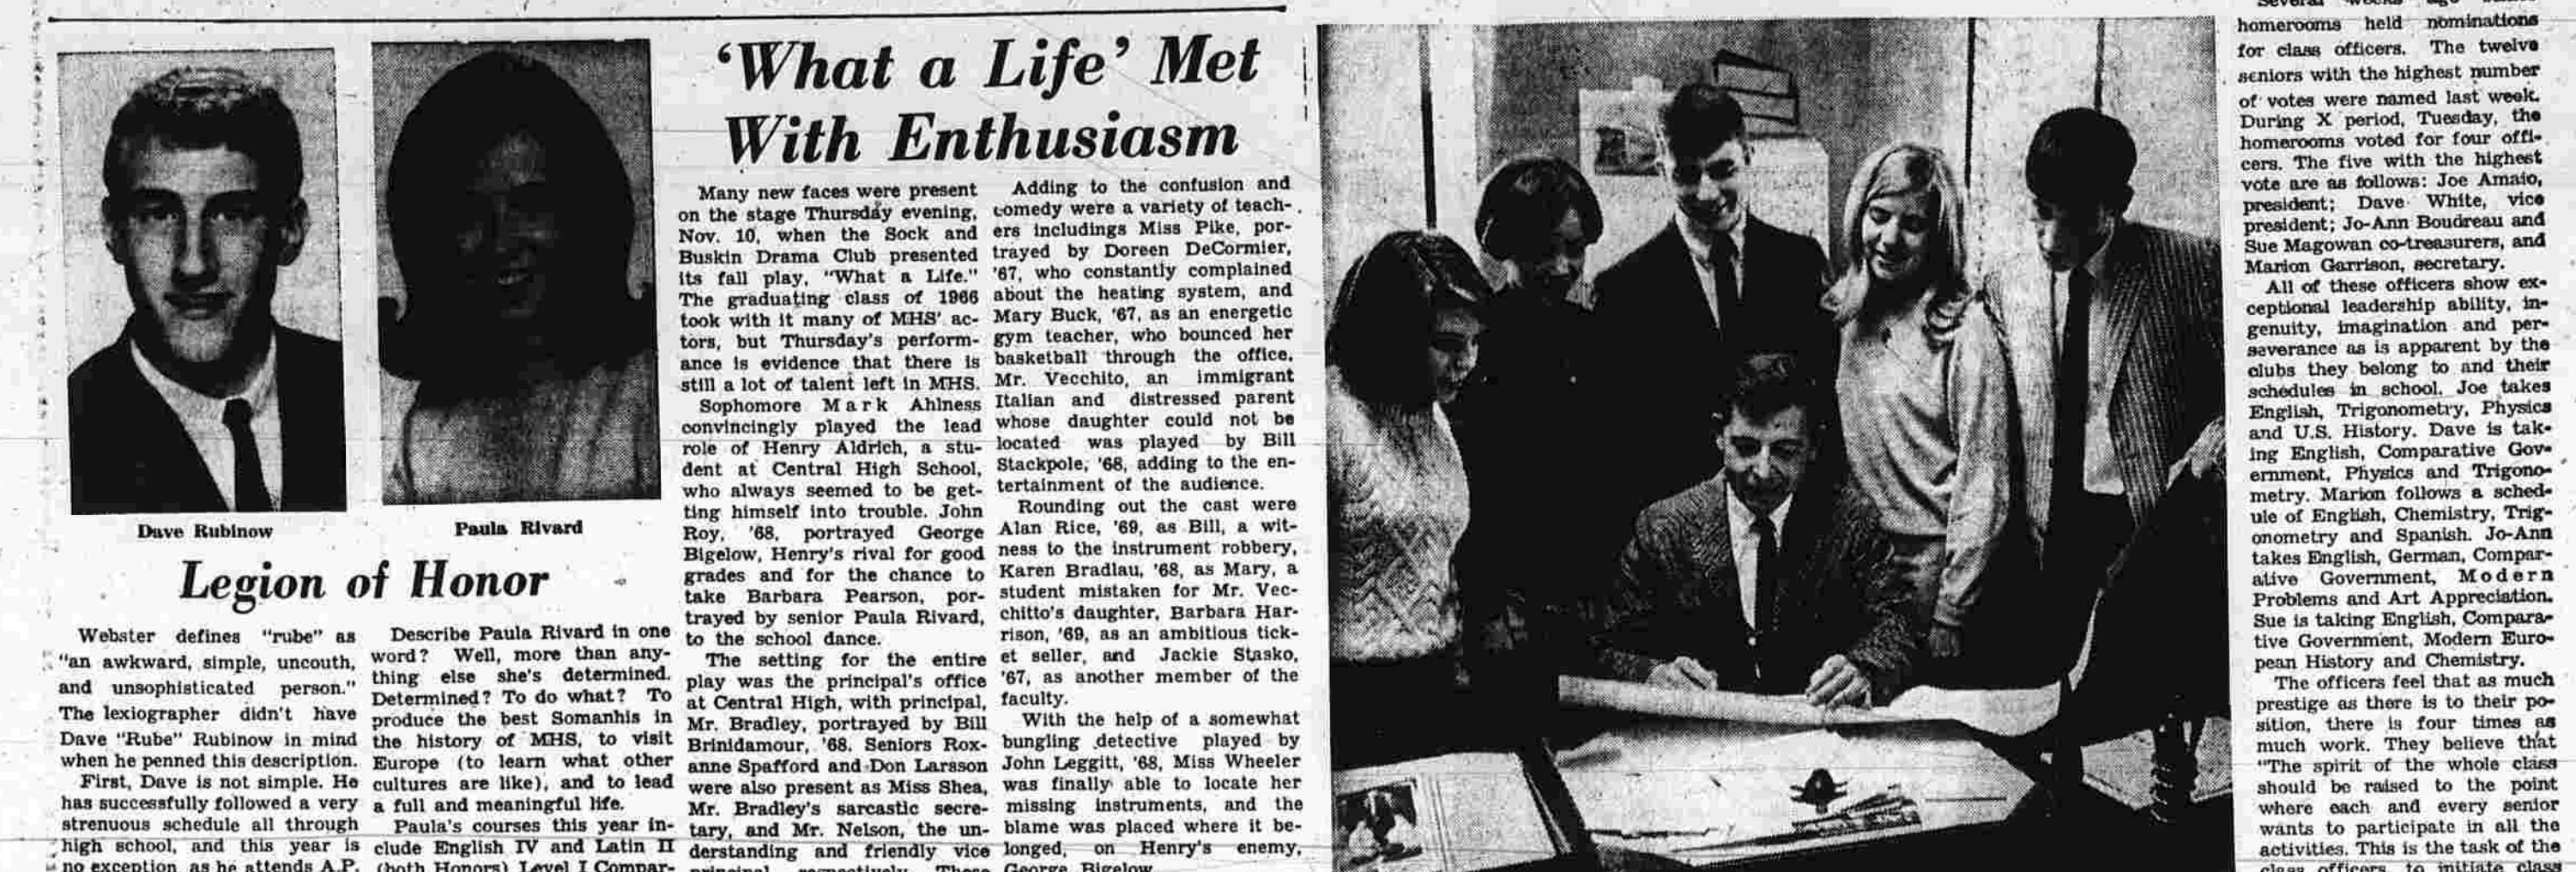 Dave Rubinow
Paula Rivard
Legion of Honor
Webster defines "rube" as
"an awkward, simple, uncouth,
and unsophisticated person."
The lexiographer didn't have
Dave "Rube" Rubinow in mind
when he penned this description.
First, Dave is not simple. He
has successfully followed a very
strenuous schedule all through
high school, and this year is
no exception as he attends A.P.
Describe Paula Rivard in one
word? Well, more than any-
thing else she's determined.
Determined? To do what? To
produce the best Somanhis in
the history of MHS, to visit
Europe (to learn what other
cultures are like), and to lead
a full and meaningful life.
Paula's courses this year in-
clude English IV and Latin II
(both Honors) Level I Compar-
'What a Life' Met
With Enthusiasm
Many new faces were present
on the stage Thursday evening,
Nov. 10, when the Sock and
Buskin Drama Club presented
its fall play, "What a Life."
The graduating class of 1966
took with it many of MHS' ac-
tors, but Thursday's perform-
ance is evidence that there is
still a lot of talent left in MHS.
Sophomore Mark Ahlness
convincingly played the lead
role of Henry Aldrich, a stu-
dent at Central High School,
who always seemed to be get-
ting himself into trouble. John
Roy, '68, portrayed George
Bigelow, Henry's rival for good
grades and for the chance to
take Barbara Pearson, por-
trayed by senior Paula Rivard,
to the school dance.
The setting for the entire
play was the principal's office
at Central High, with principal,
Mr. Bradley, portrayed by Bill
Brinidamour, '68. Seniors Rox-
anne Spafford and Don Larsson
were also present as Miss Shea,
Mr. Bradley's sarcastic secre-
tary, and Mr. Nelson, the un-
derstanding and friendly vice
principal, respectively. These
Adding to the confusion and
comedy were a variety of teach-
ers includings Miss Pike, por-
trayed by Doreen DeCormier,
'67, who constantly complained
about the heating system, and
Mary Buck, '67, as an energetic
gym teacher, who bounced her
basketball through the office.
Mr. Vecchito, an immigrant
Italian and distressed parent
whose daughter could not be
located was played by Bill
Stackpole, '68, adding to the en-
tertainment of the audience.
Rounding out the cast were
Alan Rice, '69, as Bill, a wit-
ness to the instrument robbery,
Karen Bradlau, '68, as Mary, a
student mistaken for Mr. Vec-
chitto's daughter, Barbara Har-
rison, '69, as an ambitious tick-
et seller, and Jackie Stasko,
'67, as another member of the
faculty.
With the help of a somewhat
bungling detective played by
John Leggitt, '68, Miss Wheeler
was finally able to locate her
missing instruments, and the
blame was placed where it be-
longed, on Henry's enemy,
George Bigelow.
Several weeks ago
homerooms held nominations
for class officers. The twelve
seniors with the highest number
of votes were named last week.
During X period, Tuesday, the
homerooms voted for four offi-
cers. The five with the highest
vote are as follows: Joe Amaio,
president; Dave White, vice
president; Jo-Ann Boudreau and
Sue Magowan co-treasurers, and
Marion Garrison, secretary.
All of these officers show ex-
ceptional leadership ability, in-
genuity, imagination and per-
saverance as is apparent by the
clubs they belong to and their
schedules in school. Joe takes
English, Trigonometry, Physics
and U.S. History. Dave is tak-
ing English, Comparative Gov-
ernment, Physics and Trigono-
metry. Marion follows a sched-
ule of English, Chemistry, Trig-
onometry and Spanish. Jo-Ann
takes English, German, Compar-
ative Government, Modern
Problems and Art Appreciation.
Sue is taking English, Compara-
tive Government, Modern Euro-
pean History and Chemistry.
The officers feel that as much
prestige as there is to their po-
sition, there is four times as
much work. They believe that
"The spirit of the whole class
should be raised to the point
where each and every senior
wants to participate in all the
activities. This is the task of the
class officers, to initiate class